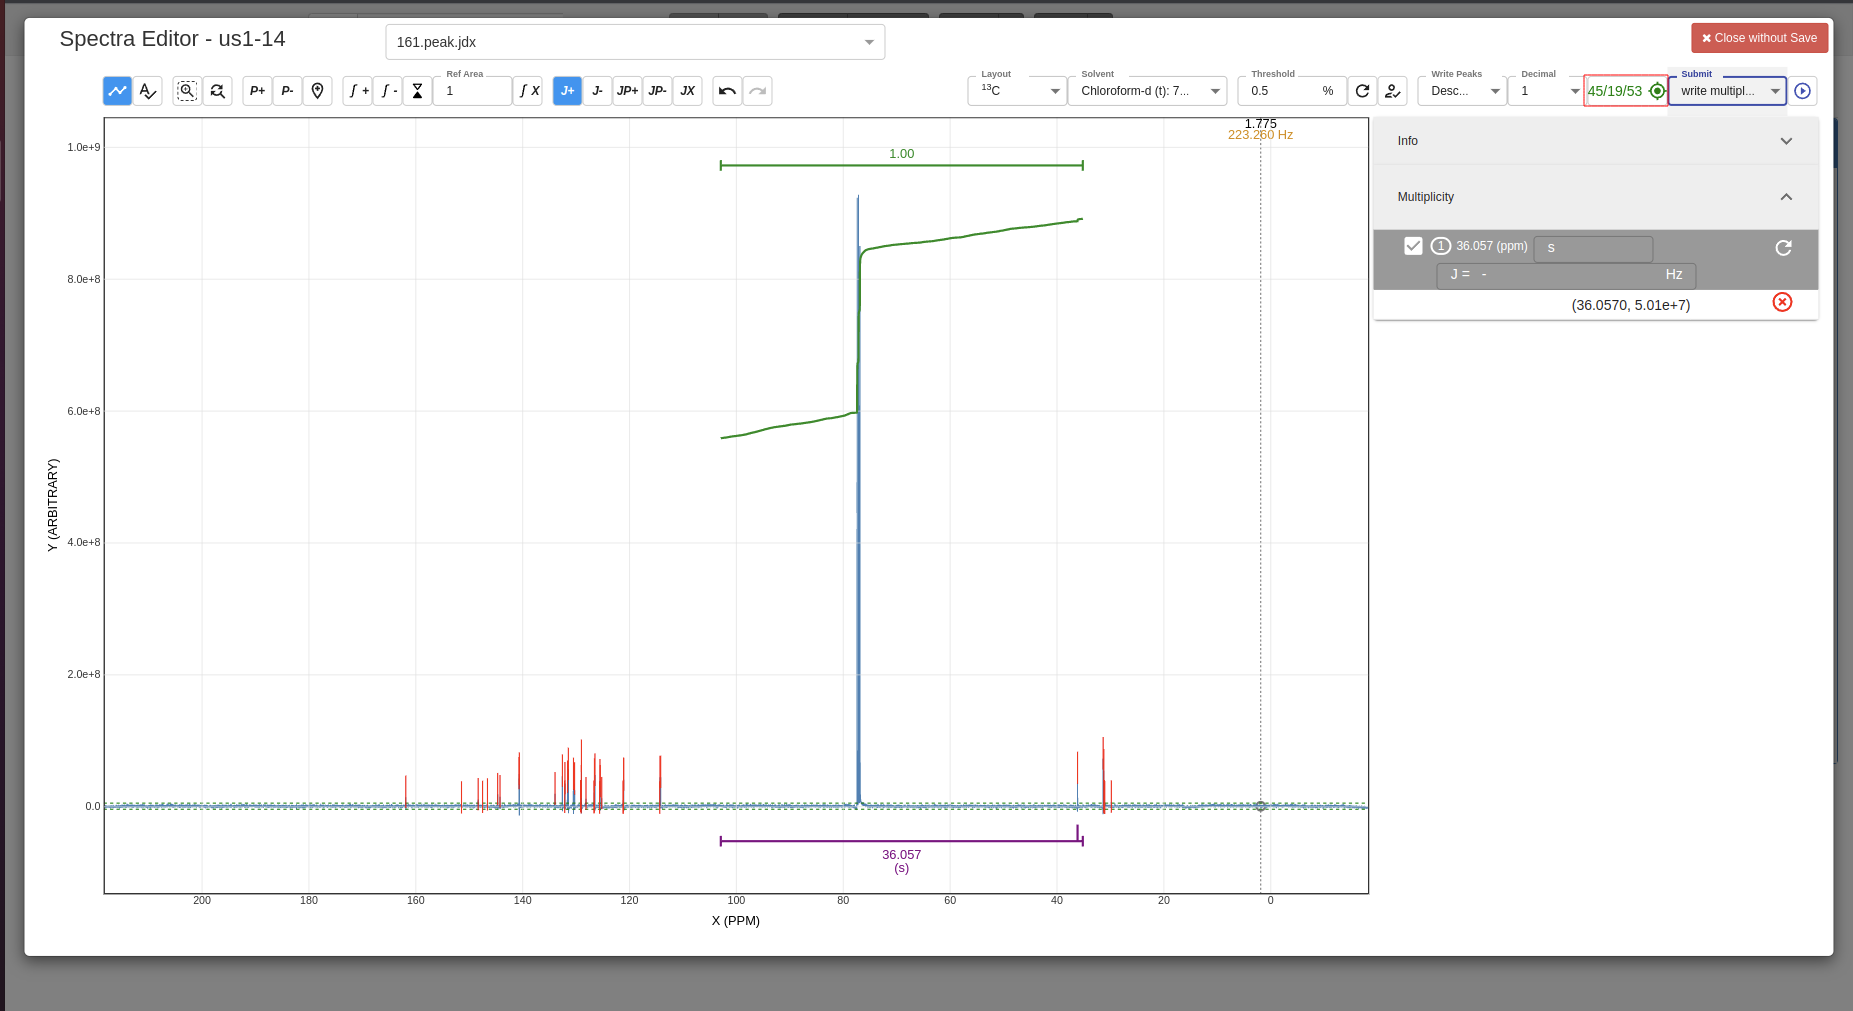 Spectra Editor - us1-14
161.peak.jdx
Close without Save
P+
P-
∫ +
∫ -
Ref Area
1
∫ X
J+
J-
JP+
JP-
JX
Layout
13C
Solvent
Chloroform-d (t): 7...
Threshold
0.5 %
Write Peaks
Desc...
Decimal
1
45/19/53
Submit
write multipl...
1.775
223.260 Hz
1.00
1.0e+9
8.0e+8
6.0e+8
4.0e+8
2.0e+8
0.0
Y (ARBITRARY)
36.057
(s)
200 180 160 140 120 100 80 60 40 20 0
X (PPM)
Info
Multiplicity
1 36.057 (ppm) s
J = - Hz
(36.0570, 5.01e+7)